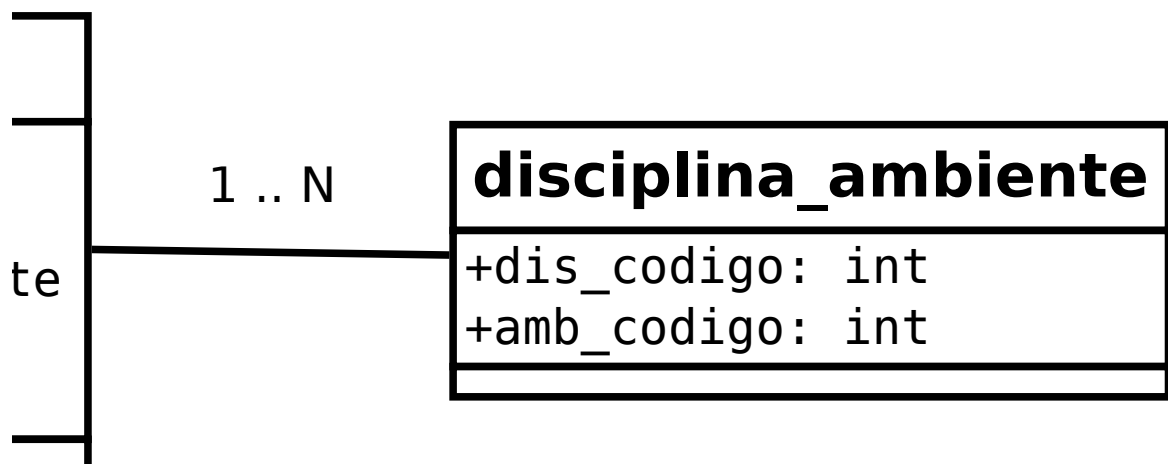 disciplina_ambiente
1 .. N
+dis_codigo: int
te
+amb_codigo: int